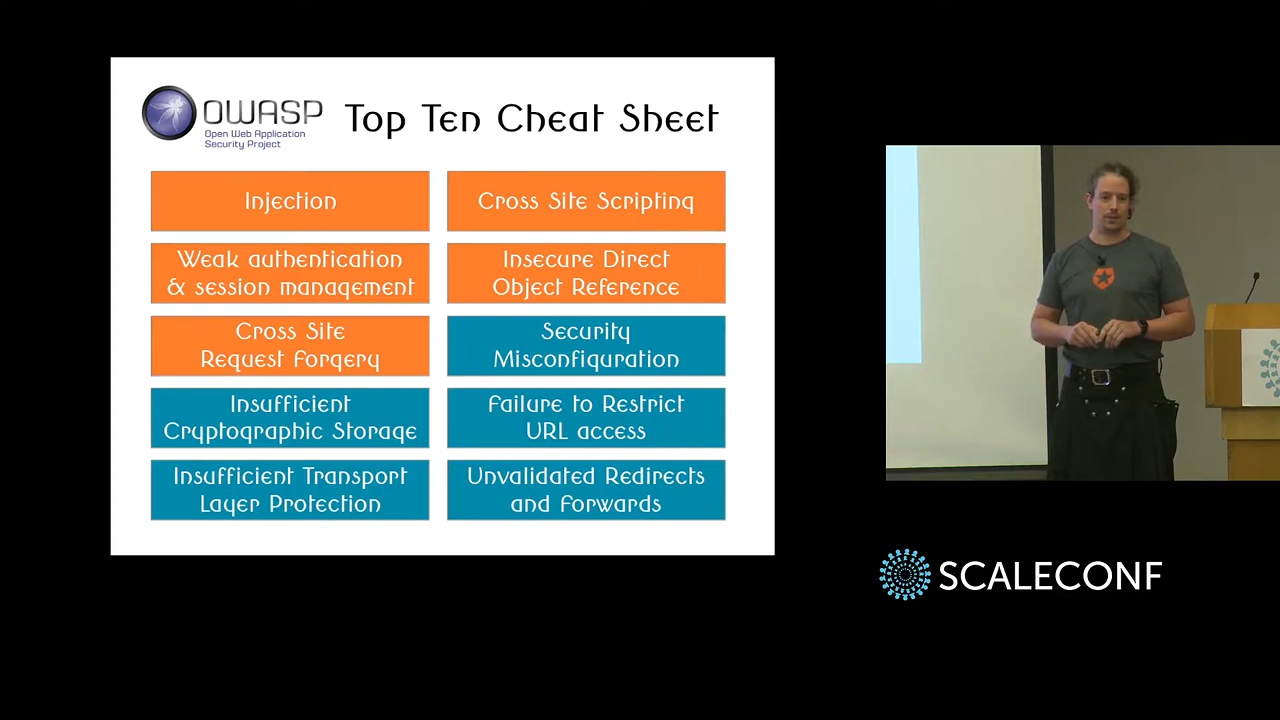 OWASP
Open Web Application
Security Project
Top Ten Cheat Sheet
Injection
Cross Site Scripting
Weak authentication
& session management
Insecure Direct
Object Reference
Cross Site
Request Forgery
Security
Misconfiguration
Insufficient
Cryptographic Storage
Failure to Restrict
URL access
Insufficient Transport
Layer Protection
Unvalidated Redirects
and Forwards
SCALECONF